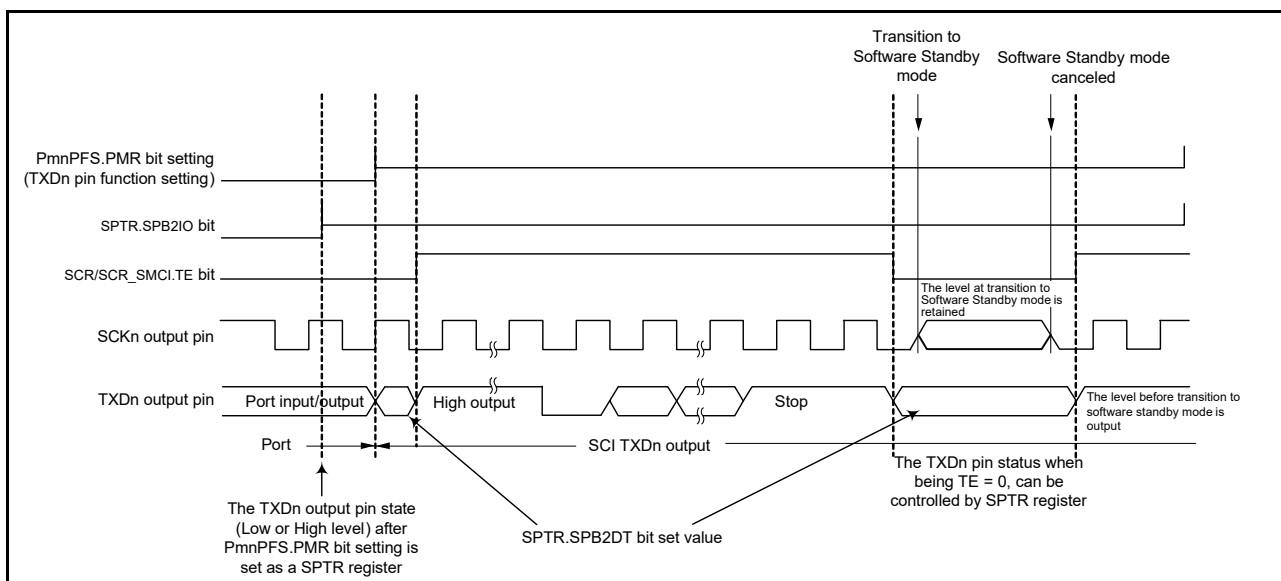 Transition to
Software Standby
mode
Software Standby mode
canceled
PmnPFS.PMR bit setting
(TXDn pin function setting)
SPTR.SPB2IO bit
SCR/SCR_SMCI.TE bit
The level at transition to
Software Standby mode is
retained
SCKn output pin
TXDn output pin
Port input/output
High output
Stop
The level before transition to
software standby mode is
output
Port
SCI TXDn output
The TXDn pin status when
being TE = 0, can be
controlled by SPTR register
The TXDn output pin state
(Low or High level) after
PmnPFS.PMR bit setting is
set as a SPTR register
SPTR.SPB2DT bit set value